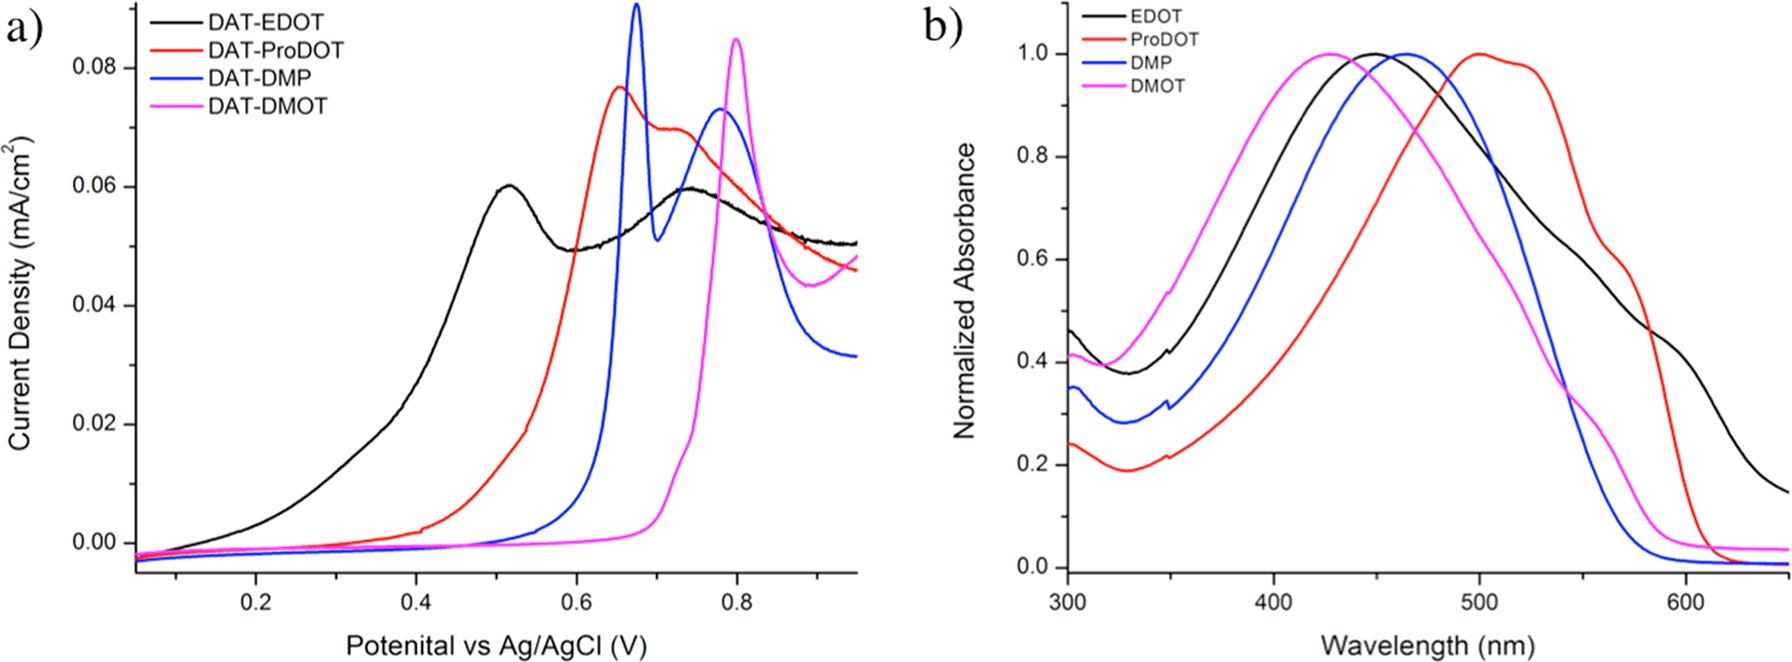 a)
DAT-EDOT
DAT-ProDOT
DAT-DMP
DAT-DMOT
0.08
0.06
0.04
0.02
0.00
Current Density (mA/cm²)
0.2 0.4 0.6 0.8
Potenital vs Ag/AgCl (V)
b)
EDOT
ProDOT
DMP
DMOT
1.0
0.8
0.6
0.4
0.2
0.0
Normalized Absorbance
300 400 500 600
Wavelength (nm)